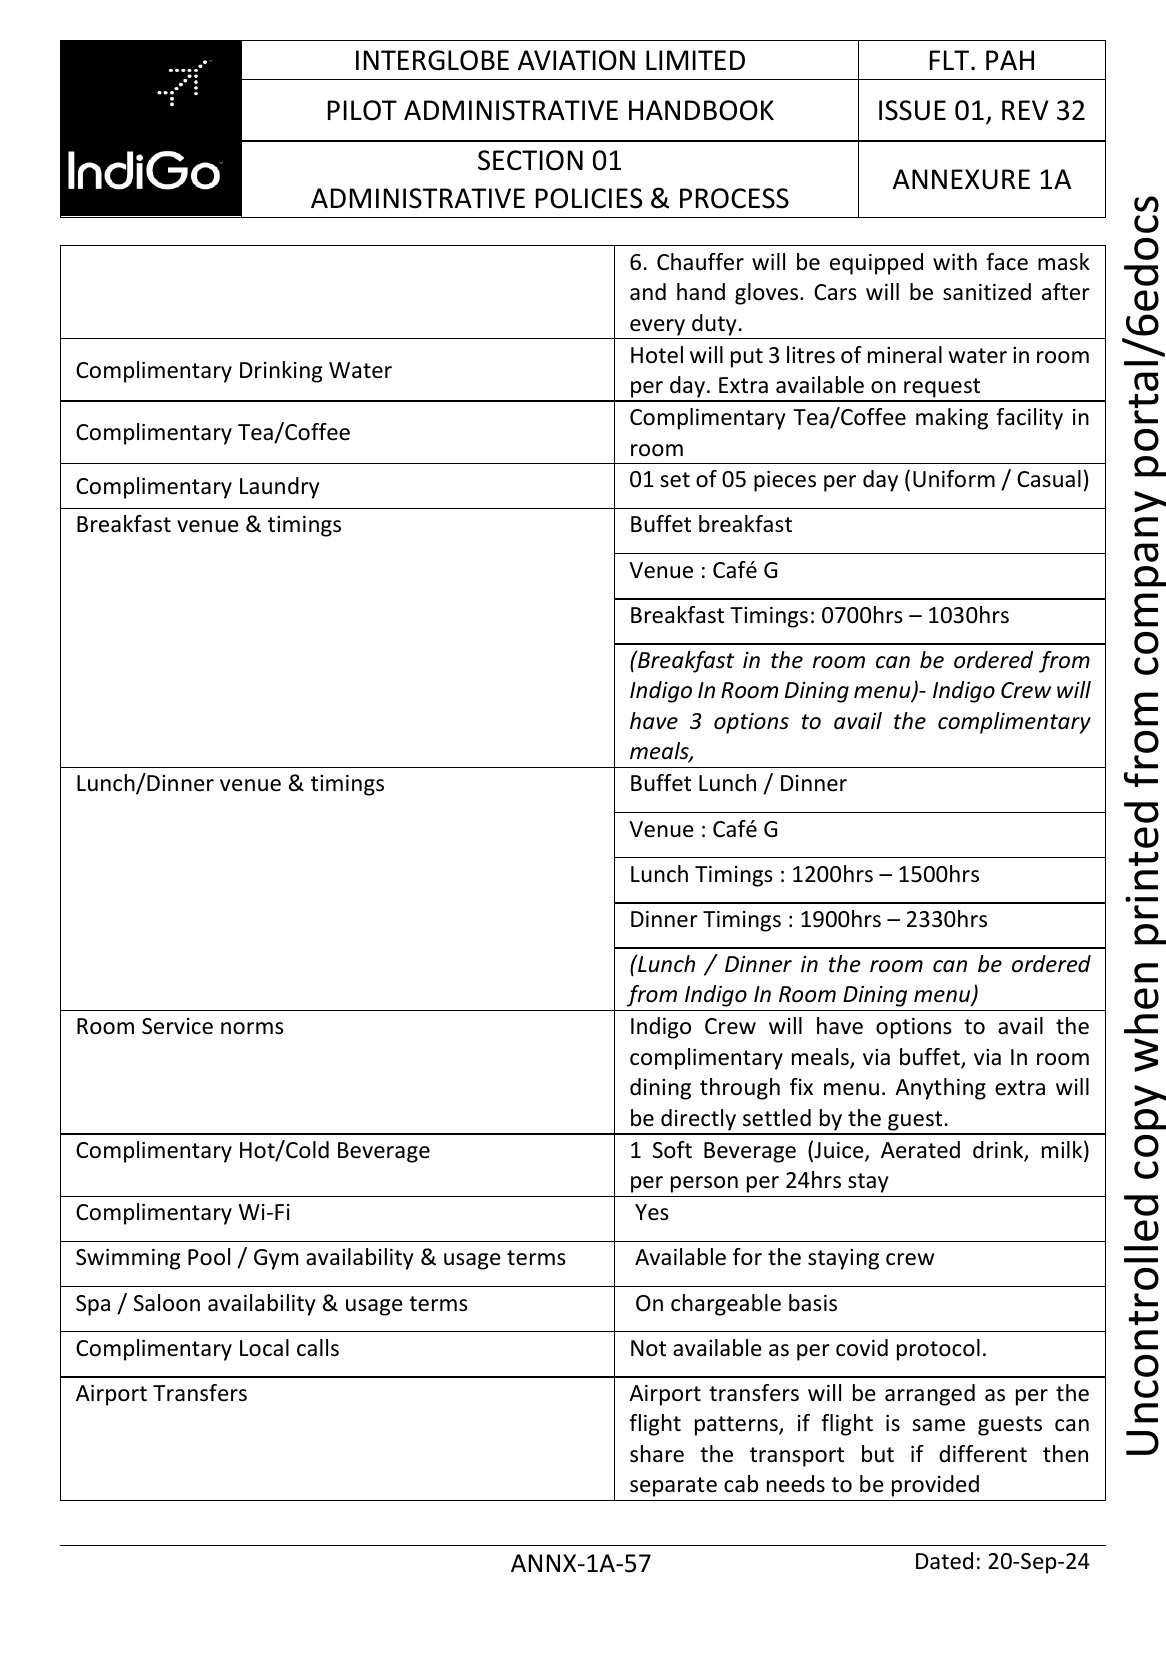 INTERGLOBE AVIATION LIMITED
FLT. PAH
PILOT ADMINISTRATIVE HANDBOOK
ISSUE 01, REV 32
IndiGo
SECTION 01
ADMINISTRATIVE POLICIES & PROCESS
ANNEXURE 1A
6. Chauffer will be equipped with face mask
and hand gloves. Cars will be sanitized after
every duty.
Complimentary Drinking Water
Hotel will put 3 litres of mineral water in room
per day. Extra available on request
Complimentary Tea/Coffee
Complimentary Tea/Coffee making facility in
room
Complimentary Laundry
01 set of 05 pieces per day (Uniform / Casual)
Breakfast venue & timings
Buffet breakfast
Venue : Café G
Breakfast Timings: 0700hrs – 1030hrs
(Breakfast in the room can be ordered from
Indigo In Room Dining menu)- Indigo Crew will
have 3 options to avail the complimentary
meals,
Lunch/Dinner venue & timings
Buffet Lunch / Dinner
Venue : Café G
Lunch Timings : 1200hrs – 1500hrs
Dinner Timings : 1900hrs – 2330hrs
(Lunch / Dinner in the room can be ordered
from Indigo In Room Dining menu)
Room Service norms
Indigo Crew will have options to avail the
complimentary meals, via buffet, via In room
dining through fix menu. Anything extra will
be directly settled by the guest.
Complimentary Hot/Cold Beverage
1 Soft Beverage (Juice, Aerated drink, milk)
per person per 24hrs stay
Complimentary Wi-Fi
Yes
Swimming Pool / Gym availability & usage terms
Available for the staying crew
Spa / Saloon availability & usage terms
On chargeable basis
Complimentary Local calls
Not available as per covid protocol.
Airport Transfers
Airport transfers will be arranged as per the
flight patterns, if flight is same guests can
share the transport but if different then
separate cab needs to be provided
ANNX-1A-57
Dated: 20-Sep-24
Uncontrolled copy when printed from company portal/6edocs